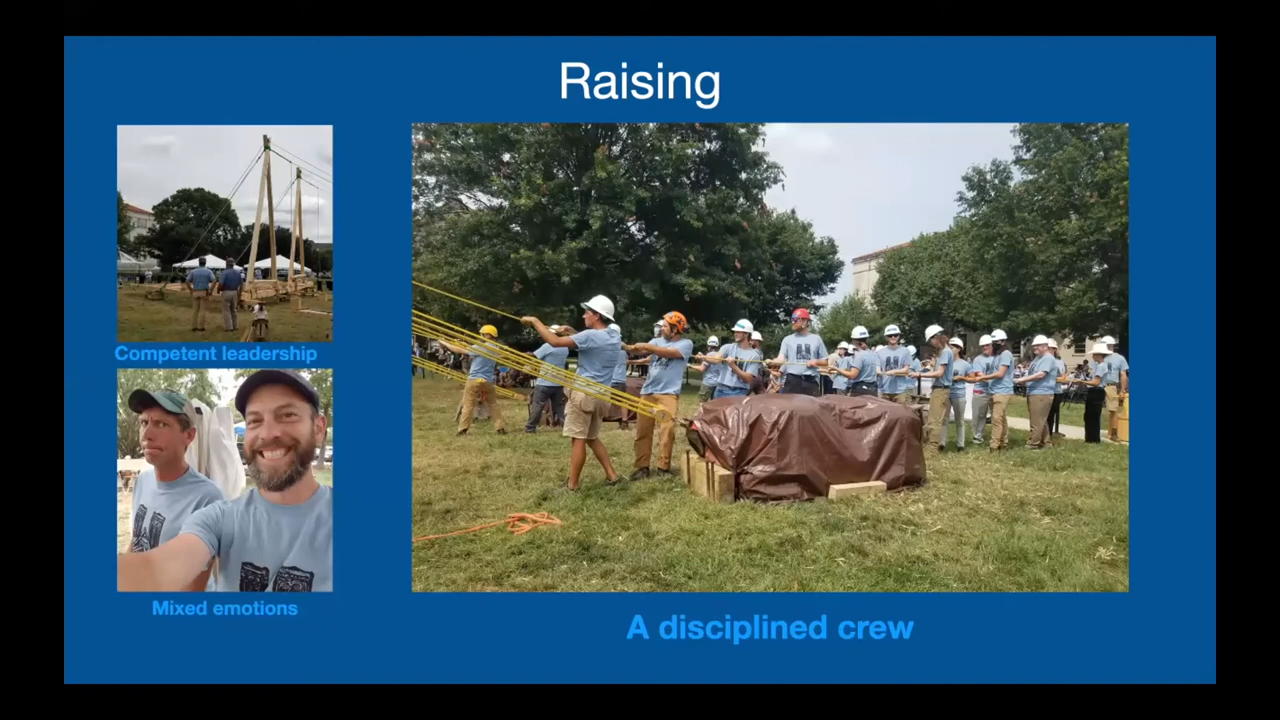 Raising
Competent leadership
Mixed emotions
A disciplined crew